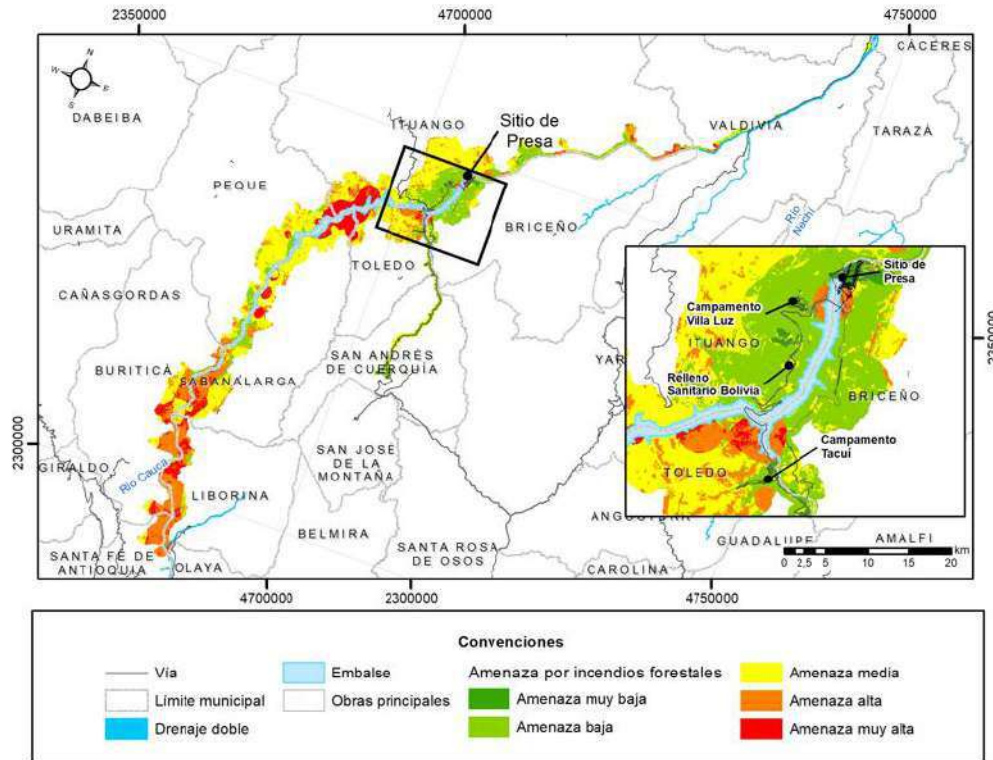 2350000
4700000
4750000
CÁCERES
N
W
E
S
DABEIBA
ITUANGO
Sitio de
Presa
VALDIVIA
TARAZÁ
PEQUE
URAMITA
BRICEÑO
Río
Nechí
TOLEDO
CAÑASGORDAS
Sitio de
Presa
Campamento
Villa Luz
ITUANGO
SAN ANDRÉS
DE CUERQUÍA
YAR
BURITICÁ
SABANALARGA
Relleno
Sanitario Bolivia
BRICEÑO
2300000
SAN JOSÉ
DE LA
MONTAÑA
Campamento
Tacuí
GIRALDO
Río Cauca
TOLEDO
LIBORINA
BELMIRA
GUADALUPE
AMALFI
SANTA FÉ DE
ANTIOQUIA
OLAYA
SANTA ROSA
DE OSOS
CAROLINA
0 2,5 5 10 15 20
km
4700000
2300000
4750000
Convenciones
Vía
Límite municipal
Drenaje doble
Embalse
Obras principales
Amenaza por incendios forestales
Amenaza muy baja
Amenaza baja
Amenaza media
Amenaza alta
Amenaza muy alta